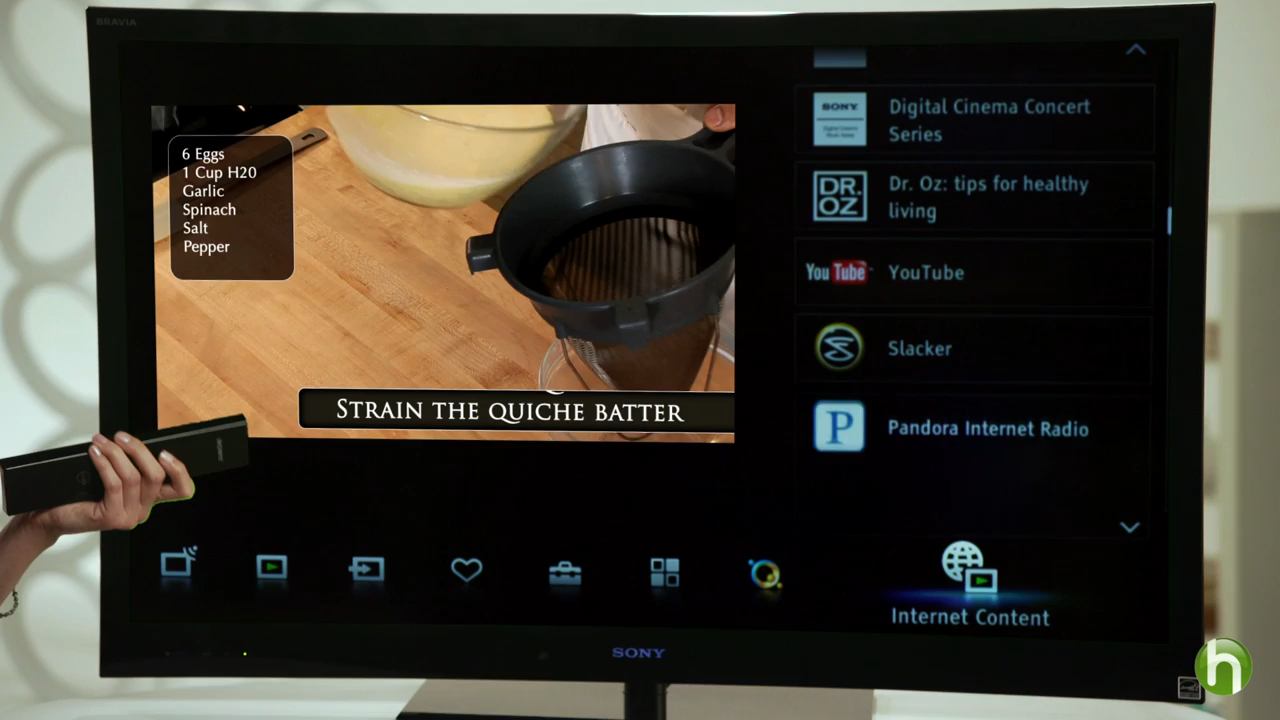 BRAVIA
6 Eggs
1 Cup H20
Garlic
Spinach
Salt
Pepper
STRAIN THE QUICHE BATTER
SONY
Digital Cinema Concert
Series
DR.
OZ
Dr. Oz: tips for healthy
living
YouTube
YouTube
Slacker
P
Pandora Internet Radio
Internet Content
SONY
h